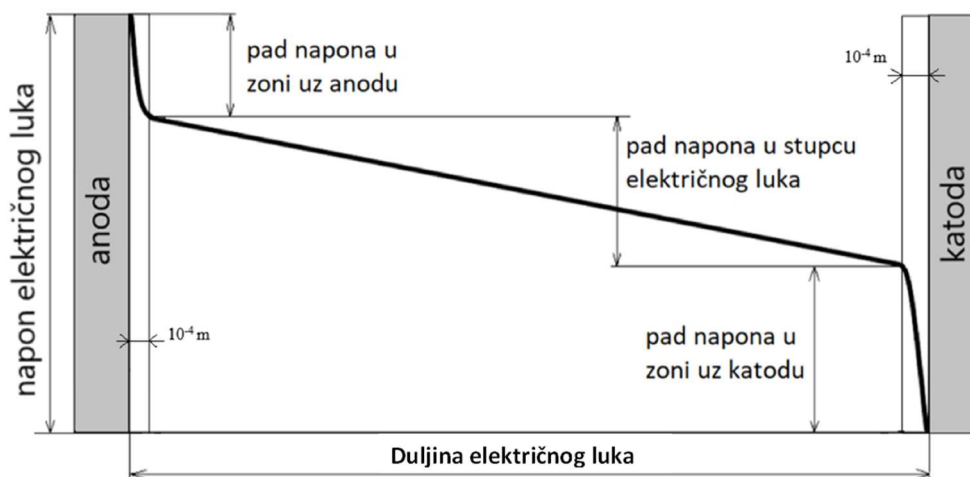 napon električnog luka
anoda
pad napona u
zoni uz anodu
10-4 m
pad napona u stupcu
električnog luka
10-4 m
pad napona u
zoni uz katodu
katoda
Duljina električnog luka